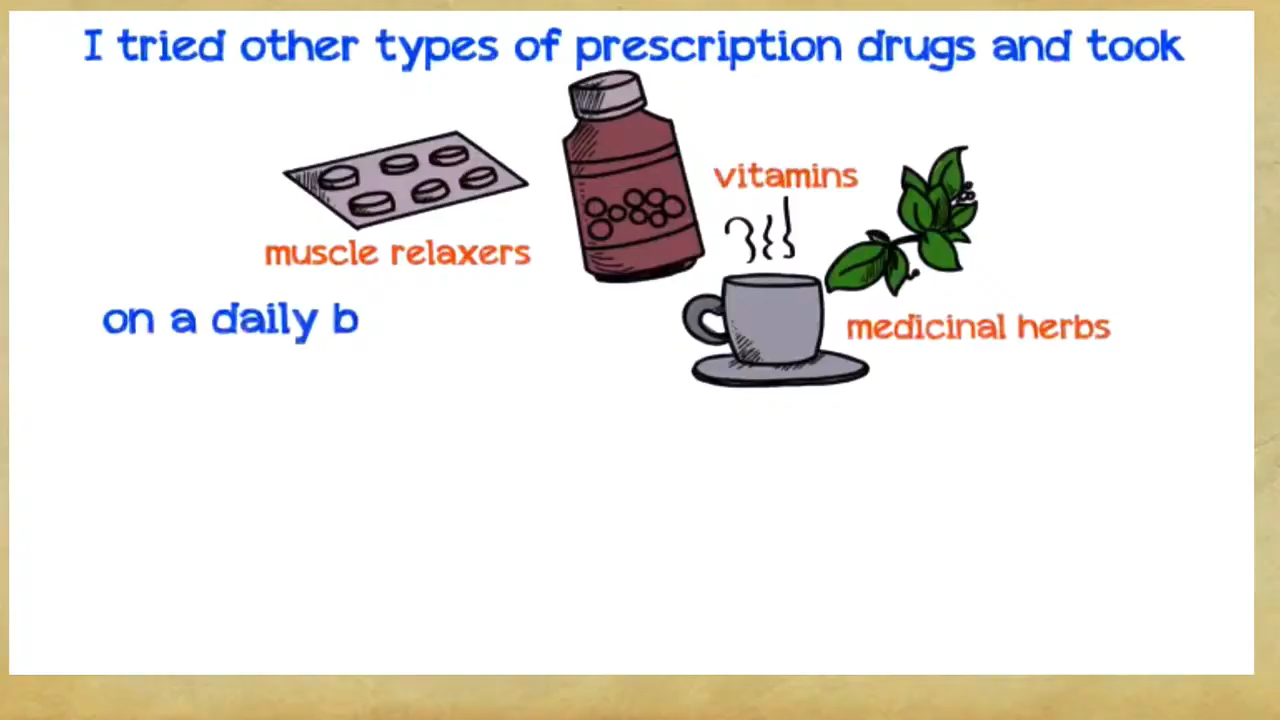 I tried other types of prescription drugs and took
vitamins
muscle relaxers
on a daily b
medicinal herbs